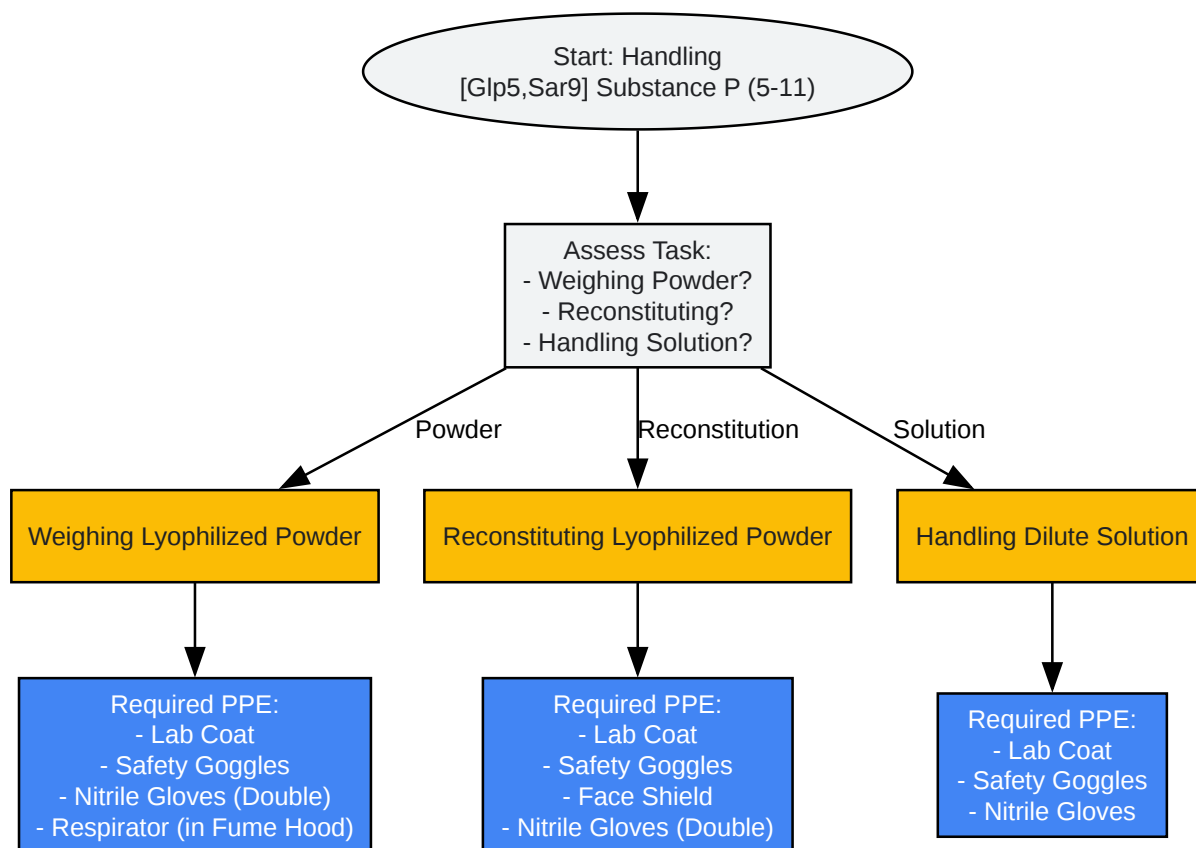 Start: Handling
[Glp5,Sar9] Substance P (5-11)
Assess Task:
- Weighing Powder?
- Reconstituting?
- Handling Solution?
Powder
Reconstitution
Solution
Weighing Lyophilized Powder
Reconstituting Lyophilized Powder
Handling Dilute Solution
Required PPE:
- Lab Coat
- Safety Goggles
- Nitrile Gloves (Double)
- Respirator (in Fume Hood)
Required PPE:
- Lab Coat
- Safety Goggles
- Face Shield
- Nitrile Gloves (Double)
Required PPE:
- Lab Coat
- Safety Goggles
- Nitrile Gloves